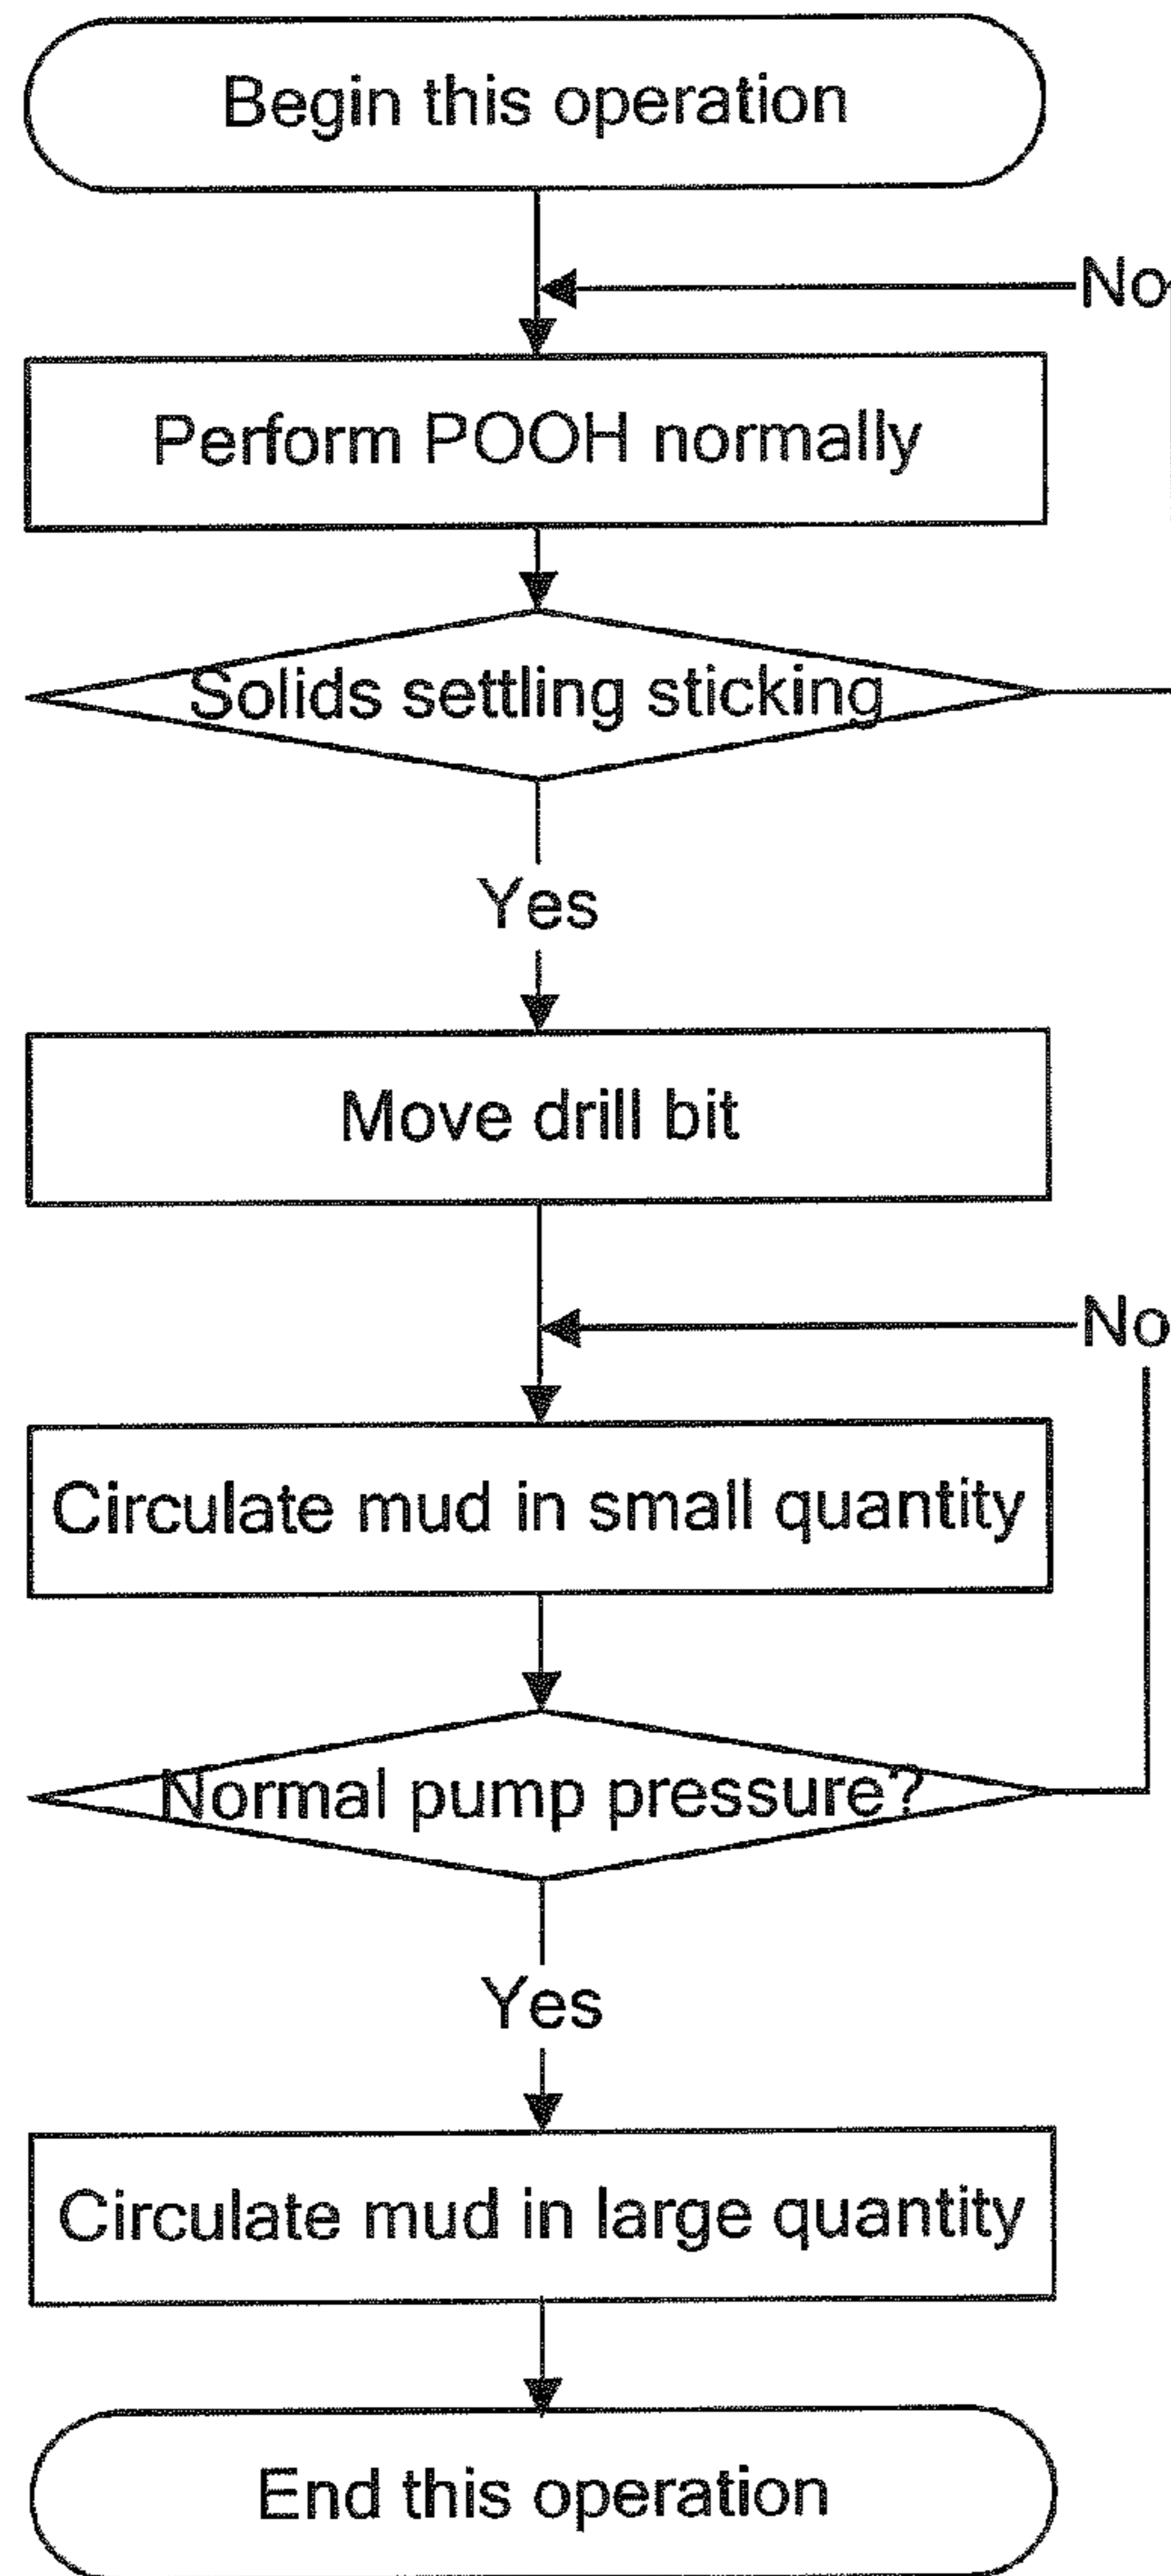 Begin this operation
No
Perform POOH normally
Solids settling sticking
Yes
Move drill bit
No
Circulate mud in small quantity
Normal pump pressure?
Yes
Circulate mud in large quantity
End this operation